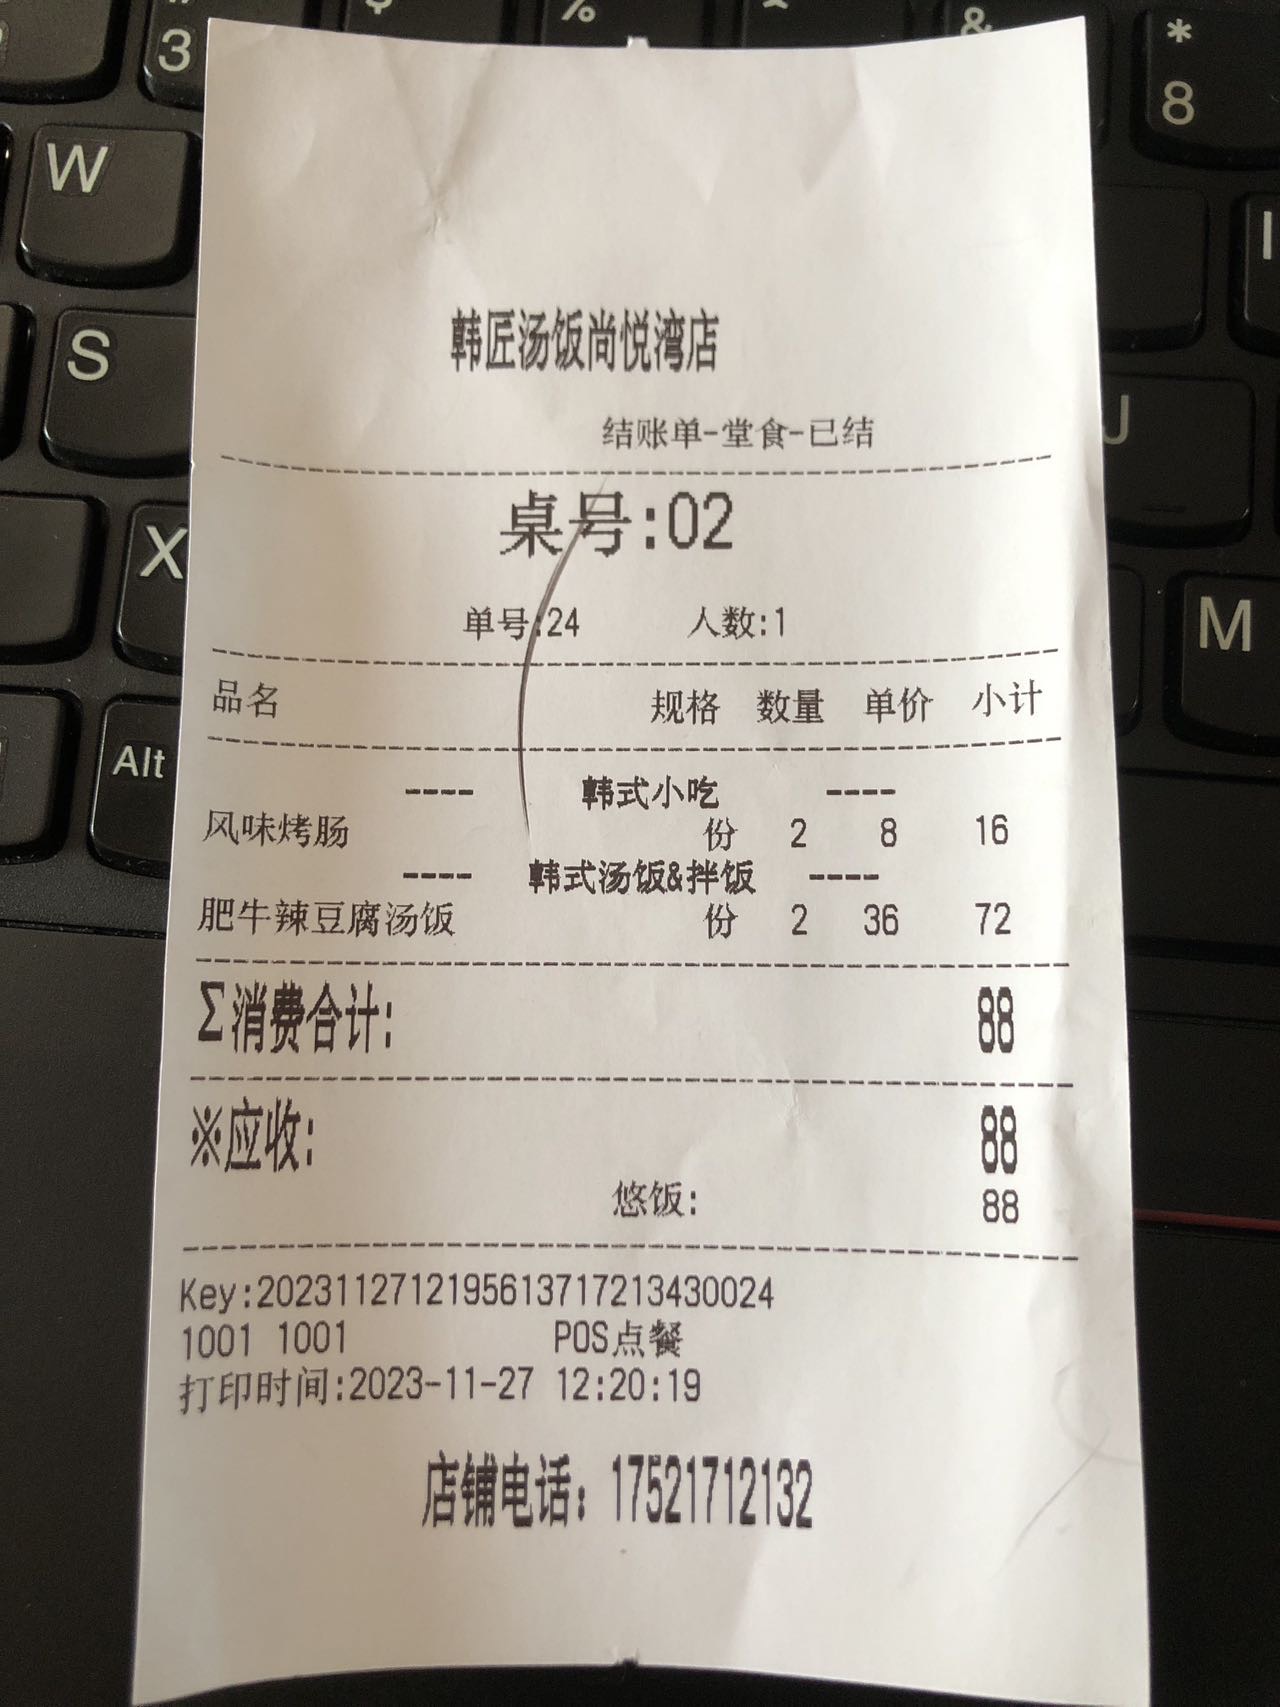 韩匠汤饭尚悦湾店
结账单-堂食-已结
桌号:02
单号:24 人数:1
品名 规格 数量 单价 小计
---- 韩式小吃 ----
风味烤肠 份 2 8 16
---- 韩式汤饭&拌饭 ----
肥牛辣豆腐汤饭 份 2 36 72
Σ消费合计: 88
※应收: 88
悠饭: 88
Key:20231127121956137172134300​24
1001 1001 POS点餐
打印时间:2023-11-27 12:20:19
店铺电话：17521712132
3
*
8
W
S
X
Alt
J
M
I
&
%